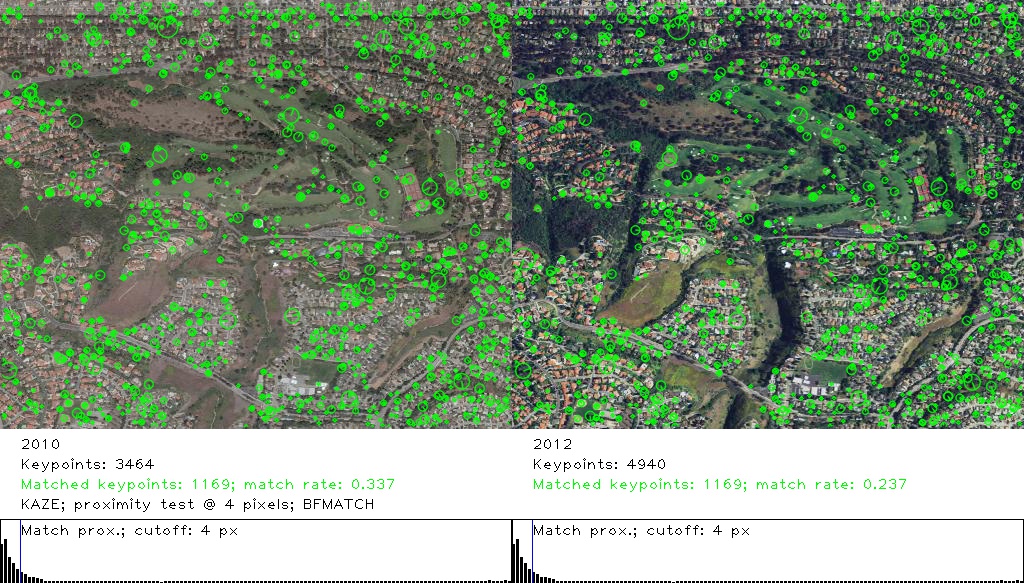 2010
Keypoints: 3464
Matched keypoints: 1169; match rate: 0.337
KAZE; proximity test @ 4 pixels; BFMATCH
2012
Keypoints: 4940
Matched keypoints: 1169; match rate: 0.237
Match prox.; cutoff: 4 px
Match prox.; cutoff: 4 px